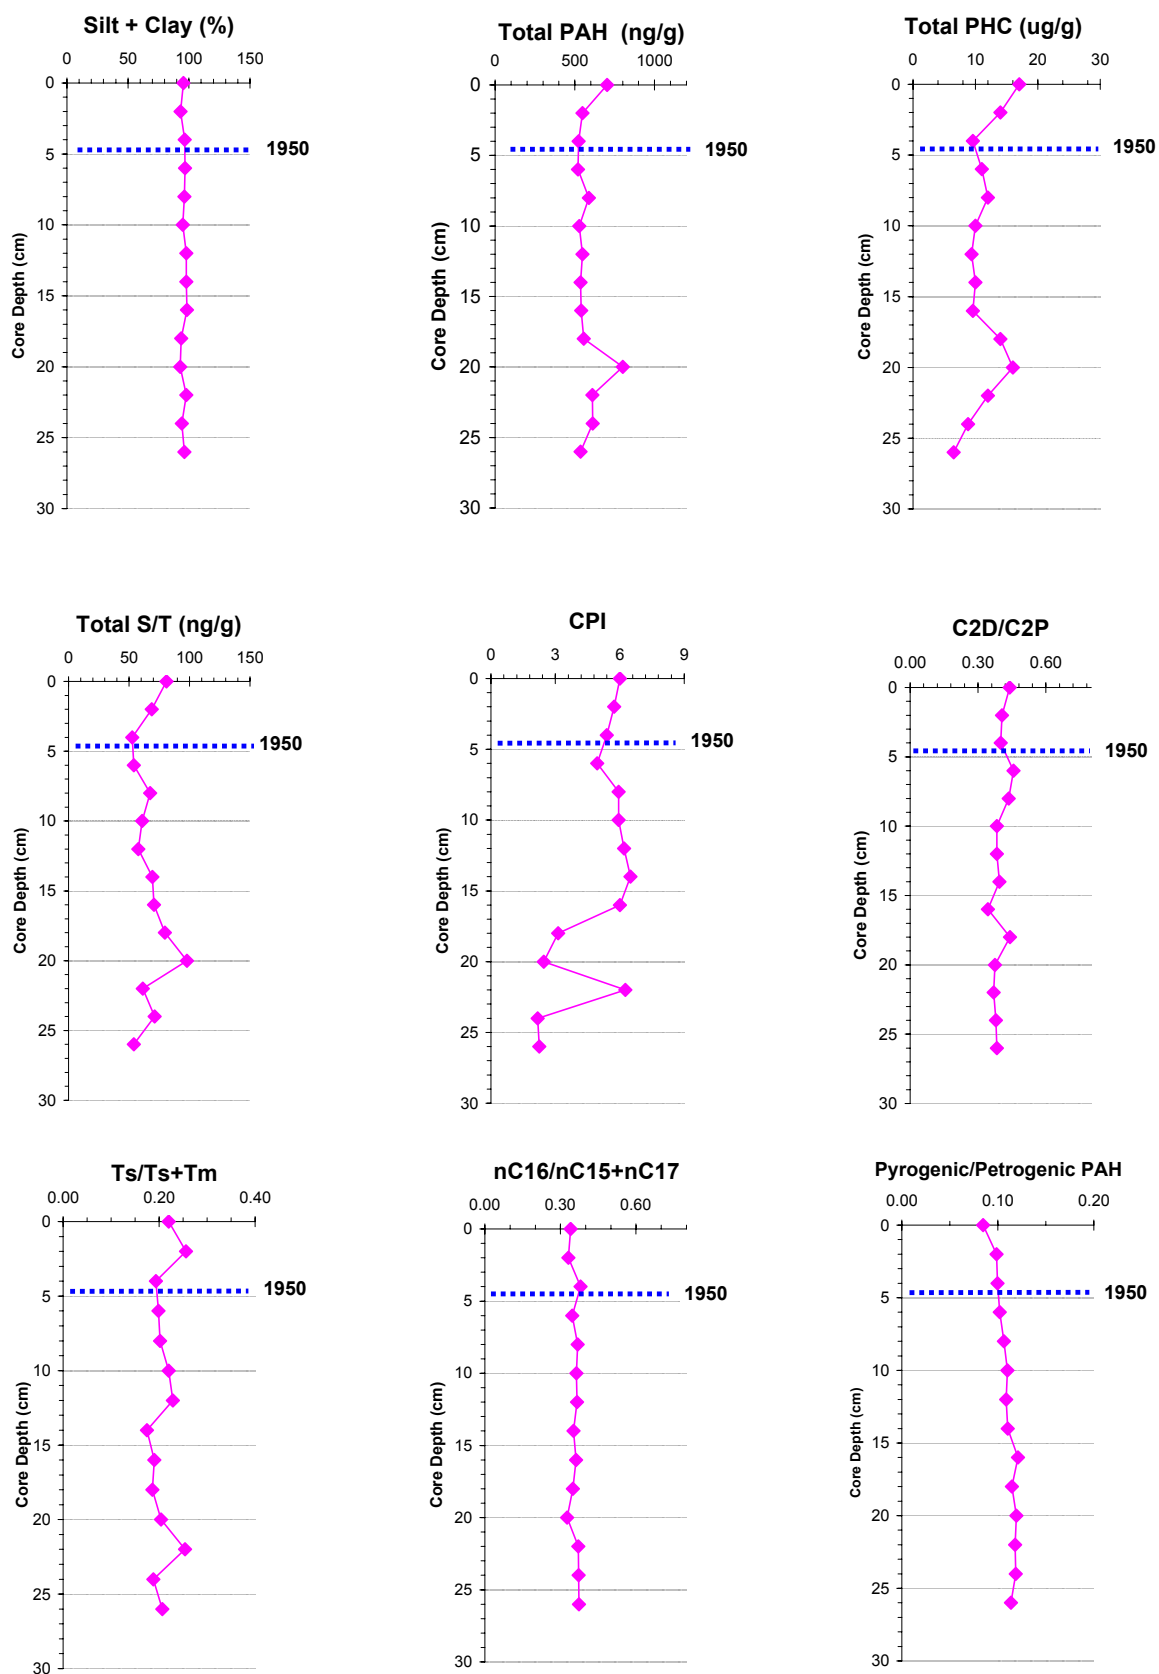 Silt + Clay (%)
0 50 100 150
0
5
10
15
20
25
30
Core Depth (cm)
1950
Total PAH (ng/g)
0 500 1000
0
5
10
15
20
25
30
Core Depth (cm)
1950
Total PHC (ug/g)
0 10 20 30
0
5
10
15
20
25
30
Core Depth (cm)
1950
Total S/T (ng/g)
0 50 100 150
0
5
10
15
20
25
30
Core Depth (cm)
1950
CPI
0 3 6 9
0
5
10
15
20
25
30
Core Depth (cm)
1950
C2D/C2P
0.00 0.30 0.60
0
5
10
15
20
25
30
Core Depth (cm)
1950
Ts/Ts+Tm
0.00 0.20 0.40
0
5
10
15
20
25
30
Core Depth (cm)
1950
nC16/nC15+nC17
0.00 0.30 0.60
0
5
10
15
20
25
30
Core Depth (cm)
1950
Pyrogenic/Petrogenic PAH
0.00 0.10 0.20
0
5
10
15
20
25
30
Core Depth (cm)
1950